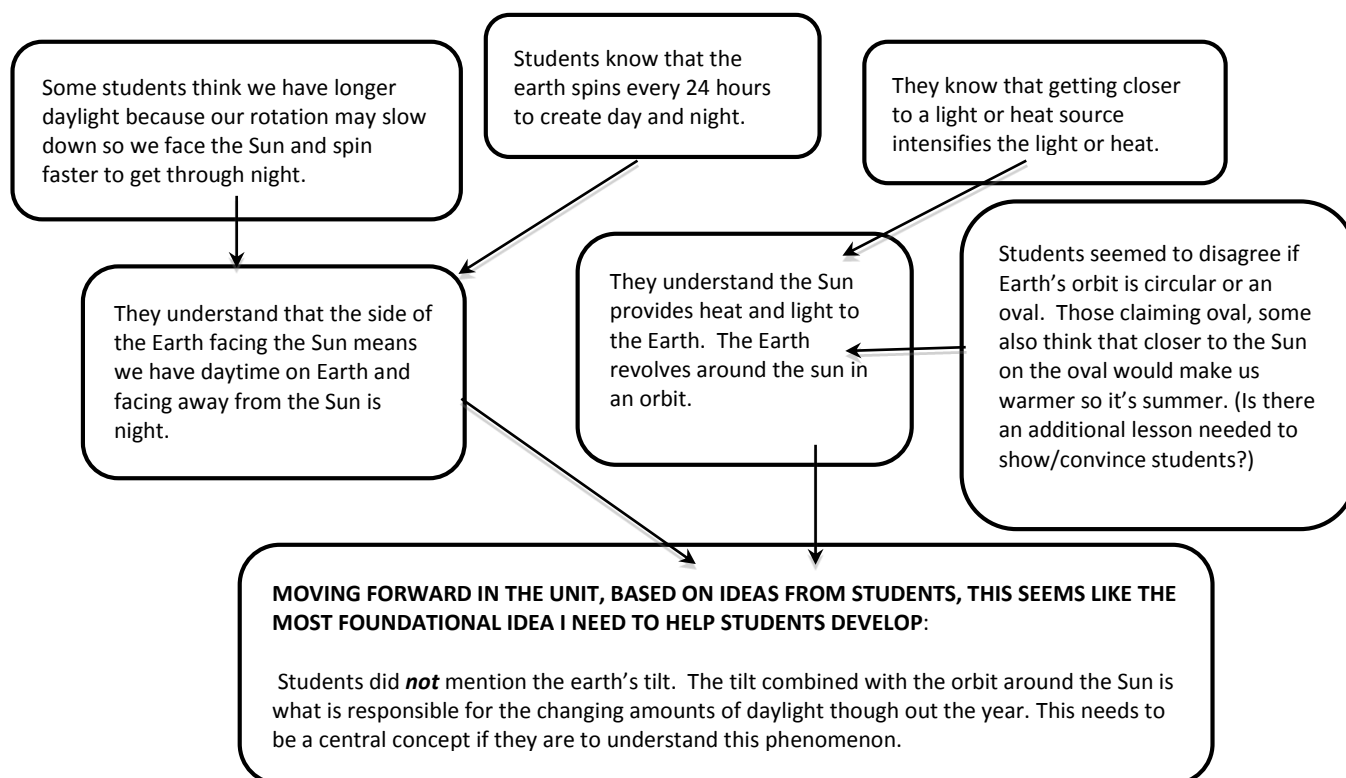 Some students think we have longer
daylight because our rotation may slow
down so we face the Sun and spin
faster to get through night.
Students know that the
earth spins every 24 hours
to create day and night.
They know that getting closer
to a light or heat source
intensifies the light or heat.
They understand that the side of
the Earth facing the Sun means
we have daytime on Earth and
facing away from the Sun is
night.
They understand the Sun
provides heat and light to
the Earth.  The Earth
revolves around the sun in
an orbit.
Students seemed to disagree if
Earth’s orbit is circular or an
oval.  Those claiming oval, some
also think that closer to the Sun
on the oval would make us
warmer so it’s summer. (Is there
an additional lesson needed to
show/convince students?)
MOVING FORWARD IN THE UNIT, BASED ON IDEAS FROM STUDENTS, THIS SEEMS LIKE THE
MOST FOUNDATIONAL IDEA I NEED TO HELP STUDENTS DEVELOP:
Students did not mention the earth’s tilt.  The tilt combined with the orbit around the Sun is
what is responsible for the changing amounts of daylight though out the year. This needs to
be a central concept if they are to understand this phenomenon.